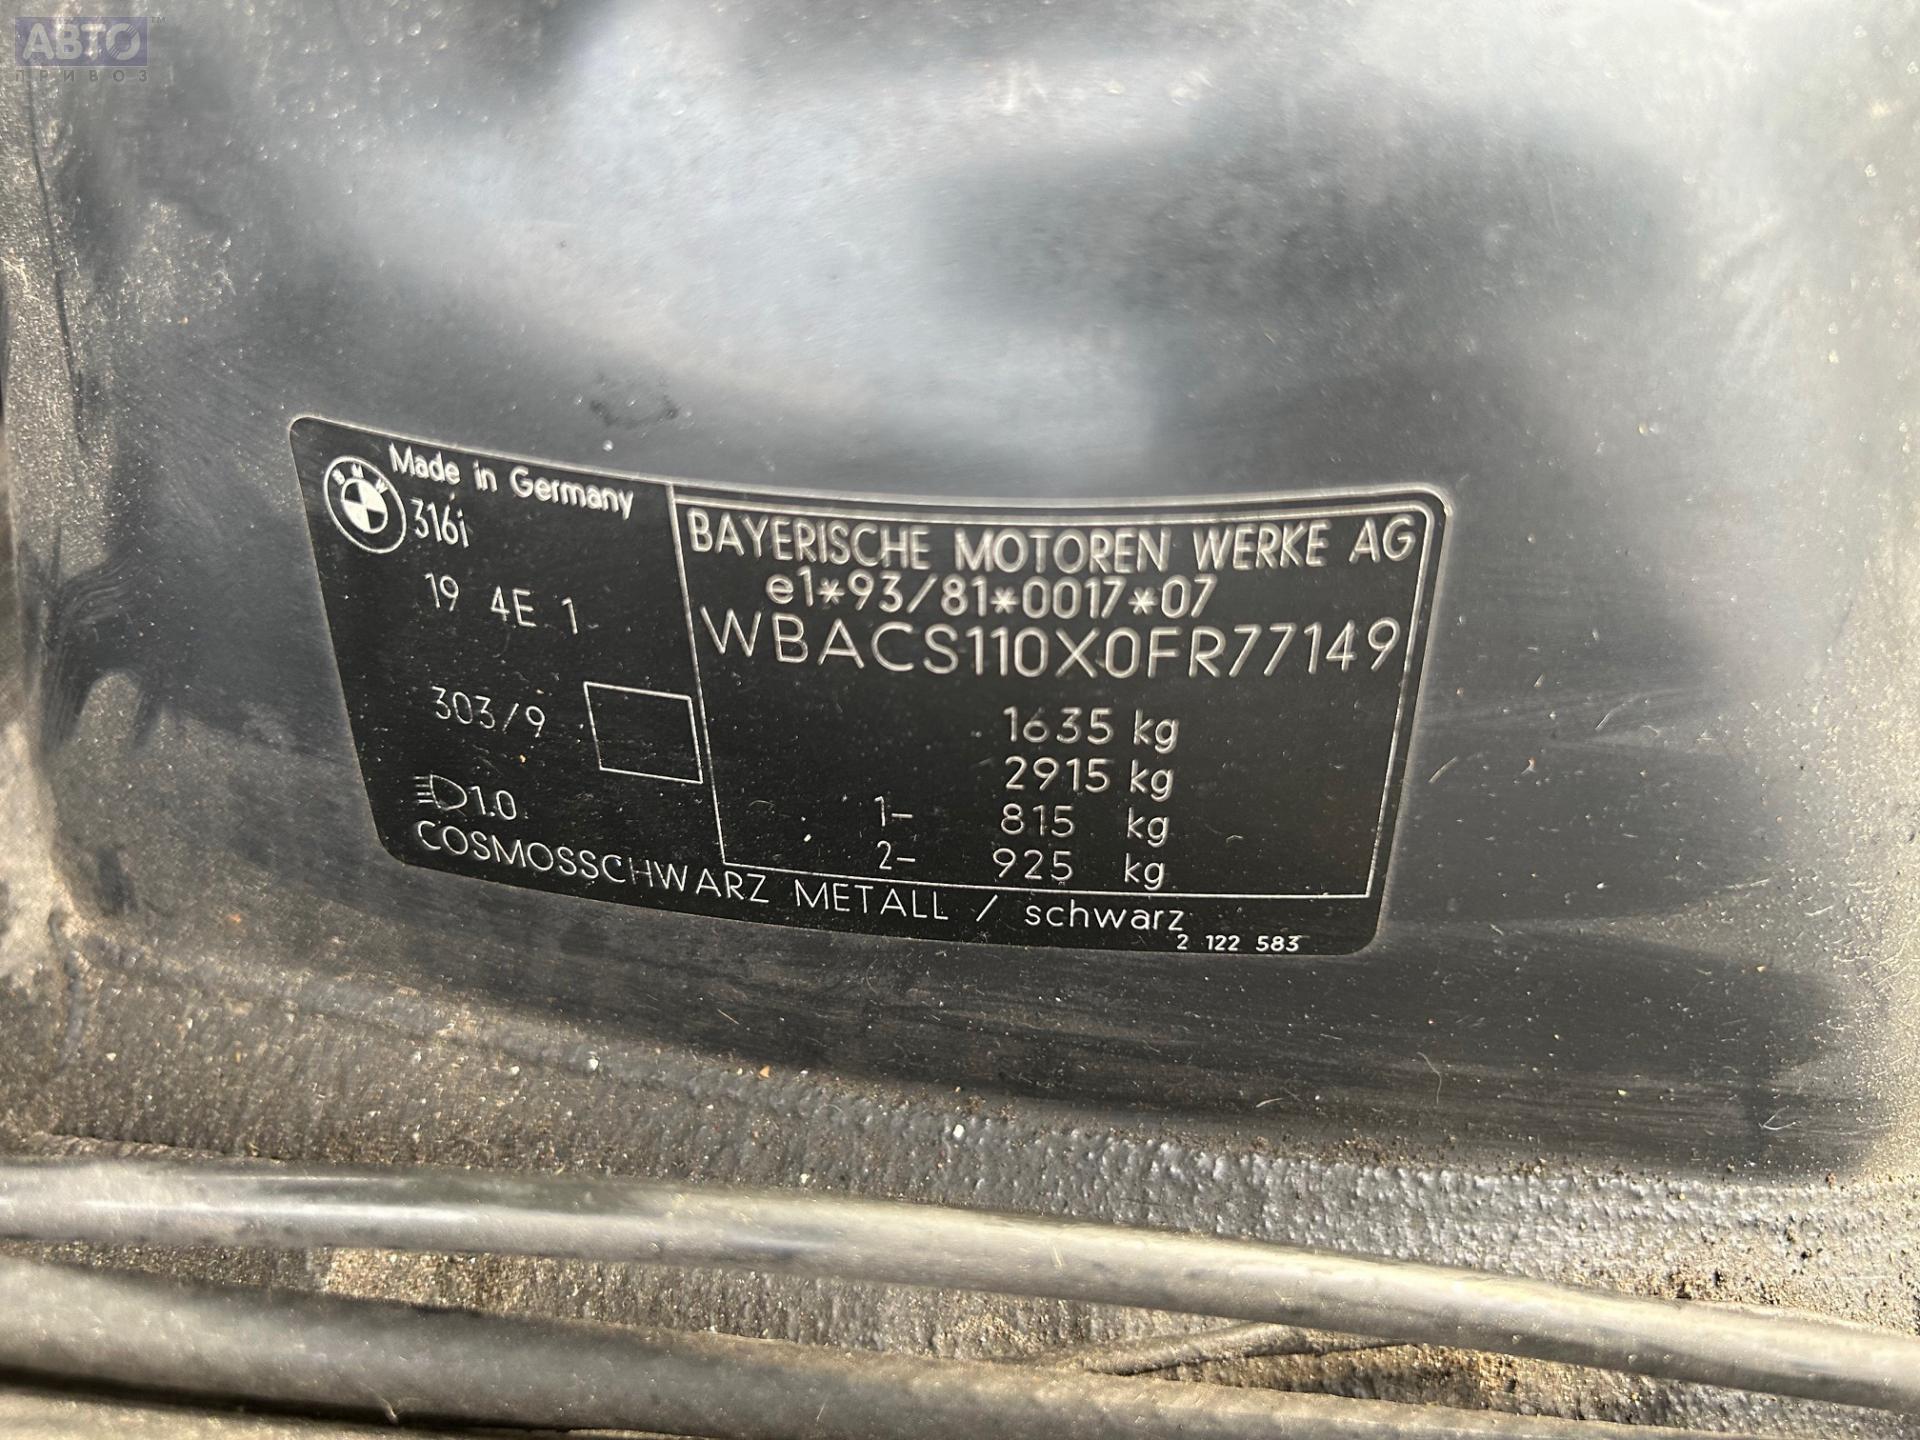 АВТО™
ПРИВОЗ
BMW
Made in Germany
316i
19 4E 1
303/9
1.0
COSMOSSCHWARZ METALL / schwarz
BAYERISCHE MOTOREN WERKE AG
e1*93/81*0017*07
WBACS110X0FR77149
1635 kg
2915 kg
1- 815 kg
2- 925 kg
2 122 583